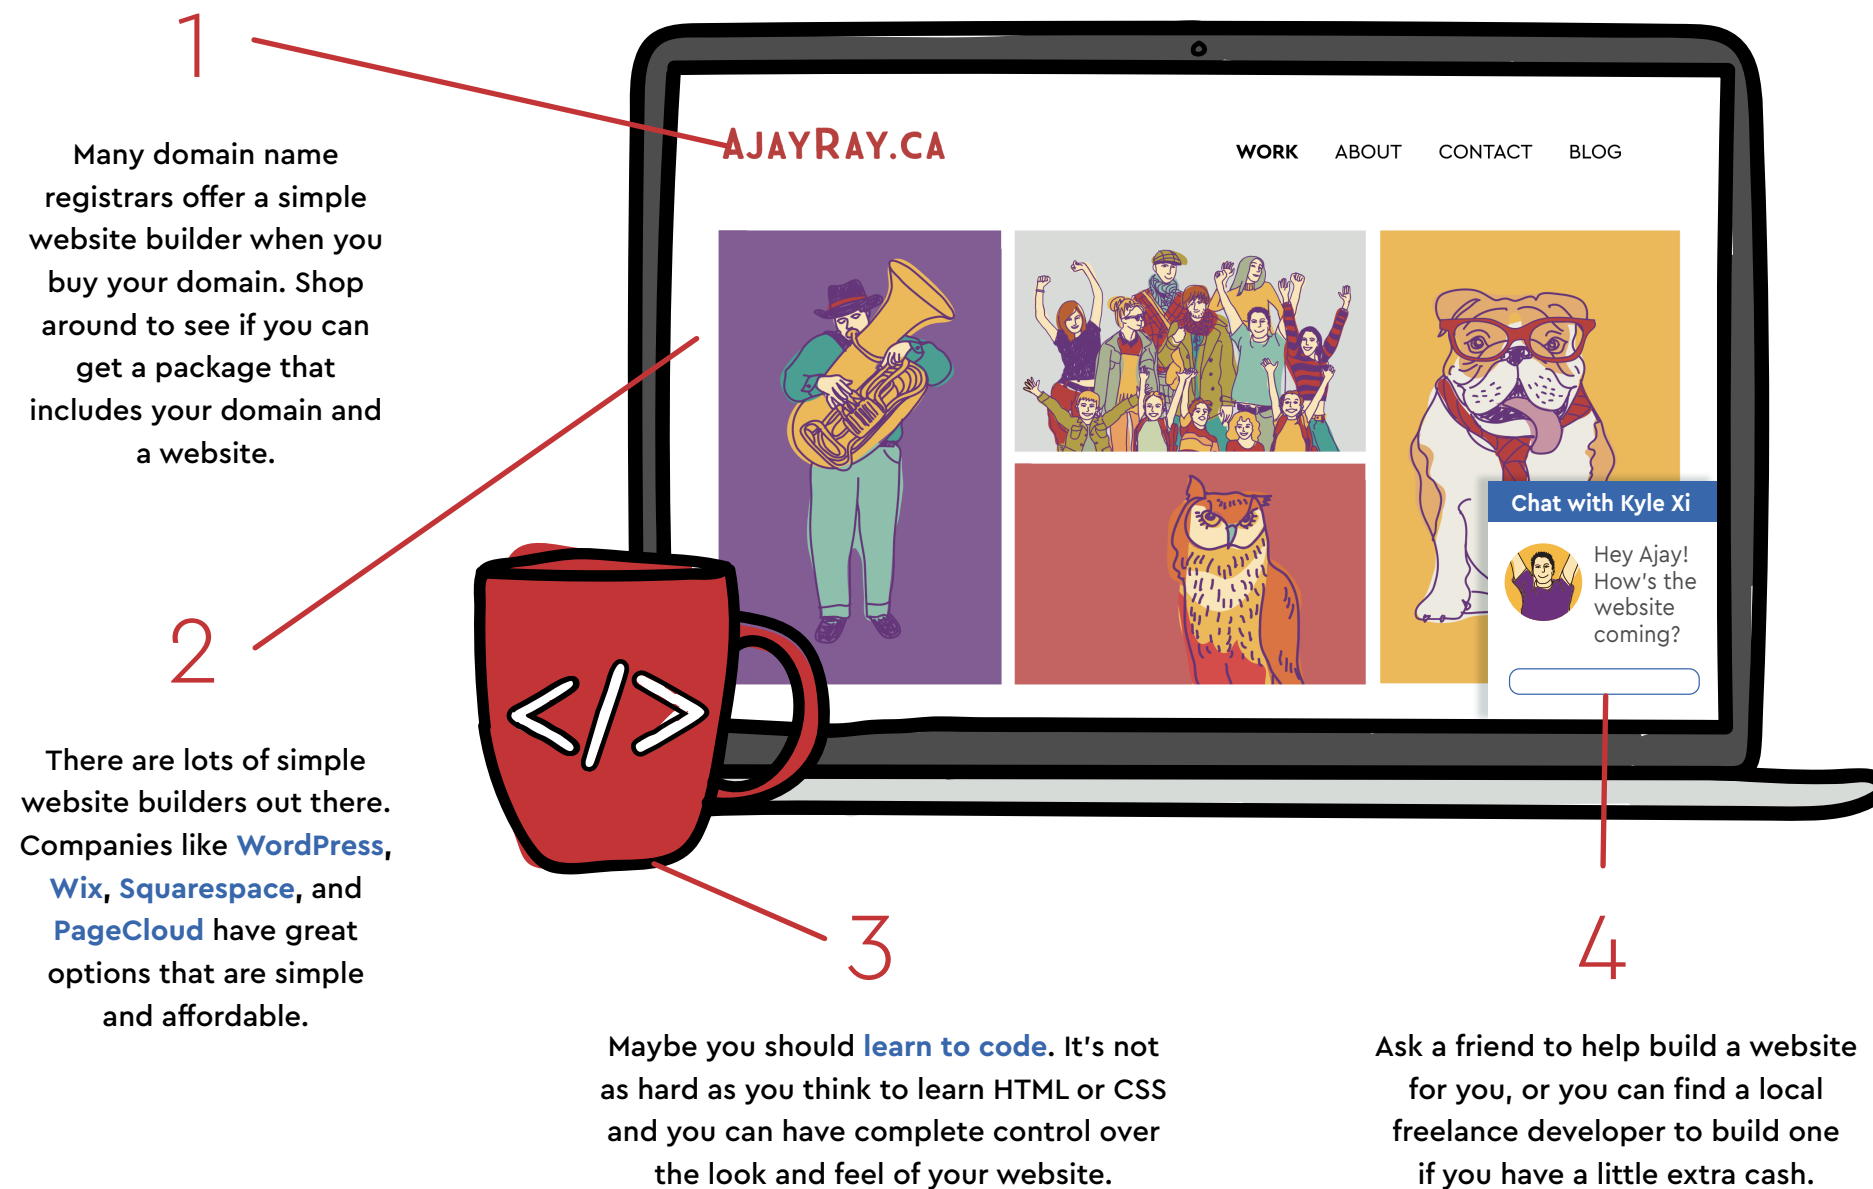 1
Many domain name
registrars offer a simple
website builder when you
buy your domain. Shop
around to see if you can
get a package that
includes your domain and
a website.
AJAYRAY.CA
WORK ABOUT CONTACT BLOG
Chat with Kyle Xi
Hey Ajay!
How's the
website
coming?
</>
2
There are lots of simple
website builders out there.
Companies like WordPress,
Wix, Squarespace, and
PageCloud have great
options that are simple
and affordable.
3
Maybe you should learn to code. It's not
as hard as you think to learn HTML or CSS
and you can have complete control over
the look and feel of your website.
4
Ask a friend to help build a website
for you, or you can find a local
freelance developer to build one
if you have a little extra cash.